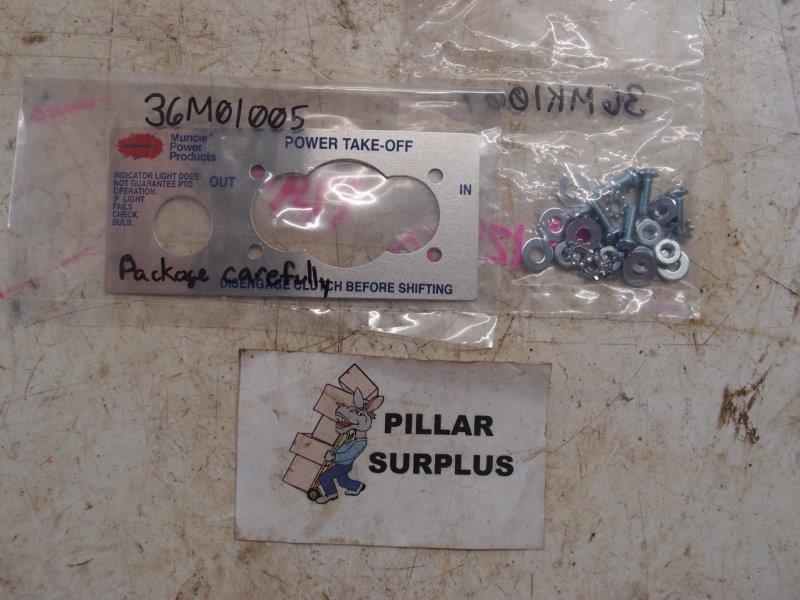 36M01005
36MK100
Muncie®
Power
Products
POWER TAKE-OFF
INDICATOR LIGHT DOES
NOT GUARANTEE PTO
OPERATION.
IF LIGHT
FAILS
CHECK
BULB.
OUT
IN
Package carefully
DISENGAGE CLUTCH BEFORE SHIFTING
PILLAR
SURPLUS